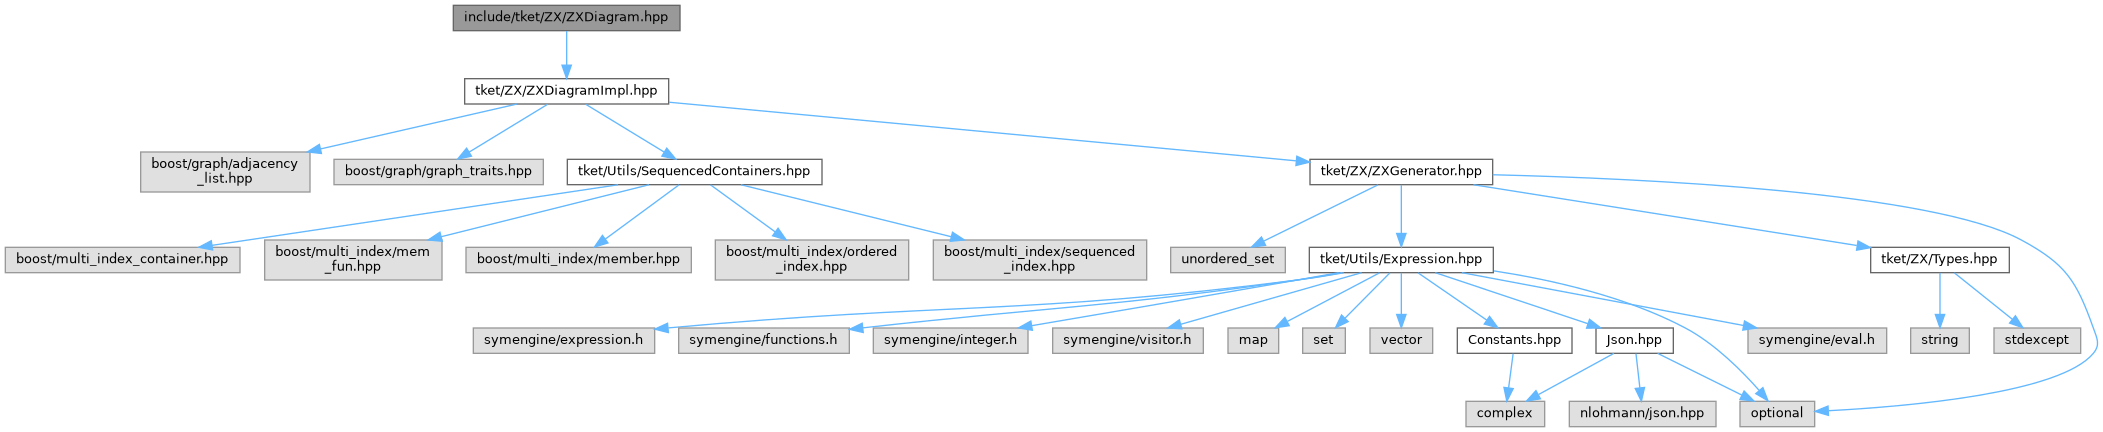 include/tket/ZX/ZXDiagram.hpp
tket/ZX/ZXDiagramImpl.hpp
boost/graph/adjacency
_list.hpp
boost/graph/graph_traits.hpp
tket/Utils/SequencedContainers.hpp
tket/ZX/ZXGenerator.hpp
boost/multi_index_container.hpp
boost/multi_index/mem
_fun.hpp
boost/multi_index/member.hpp
boost/multi_index/ordered
_index.hpp
boost/multi_index/sequenced
_index.hpp
unordered_set
tket/Utils/Expression.hpp
tket/ZX/Types.hpp
symengine/expression.h
symengine/functions.h
symengine/integer.h
symengine/visitor.h
map
set
vector
Constants.hpp
Json.hpp
symengine/eval.h
string
stdexcept
complex
nlohmann/json.hpp
optional